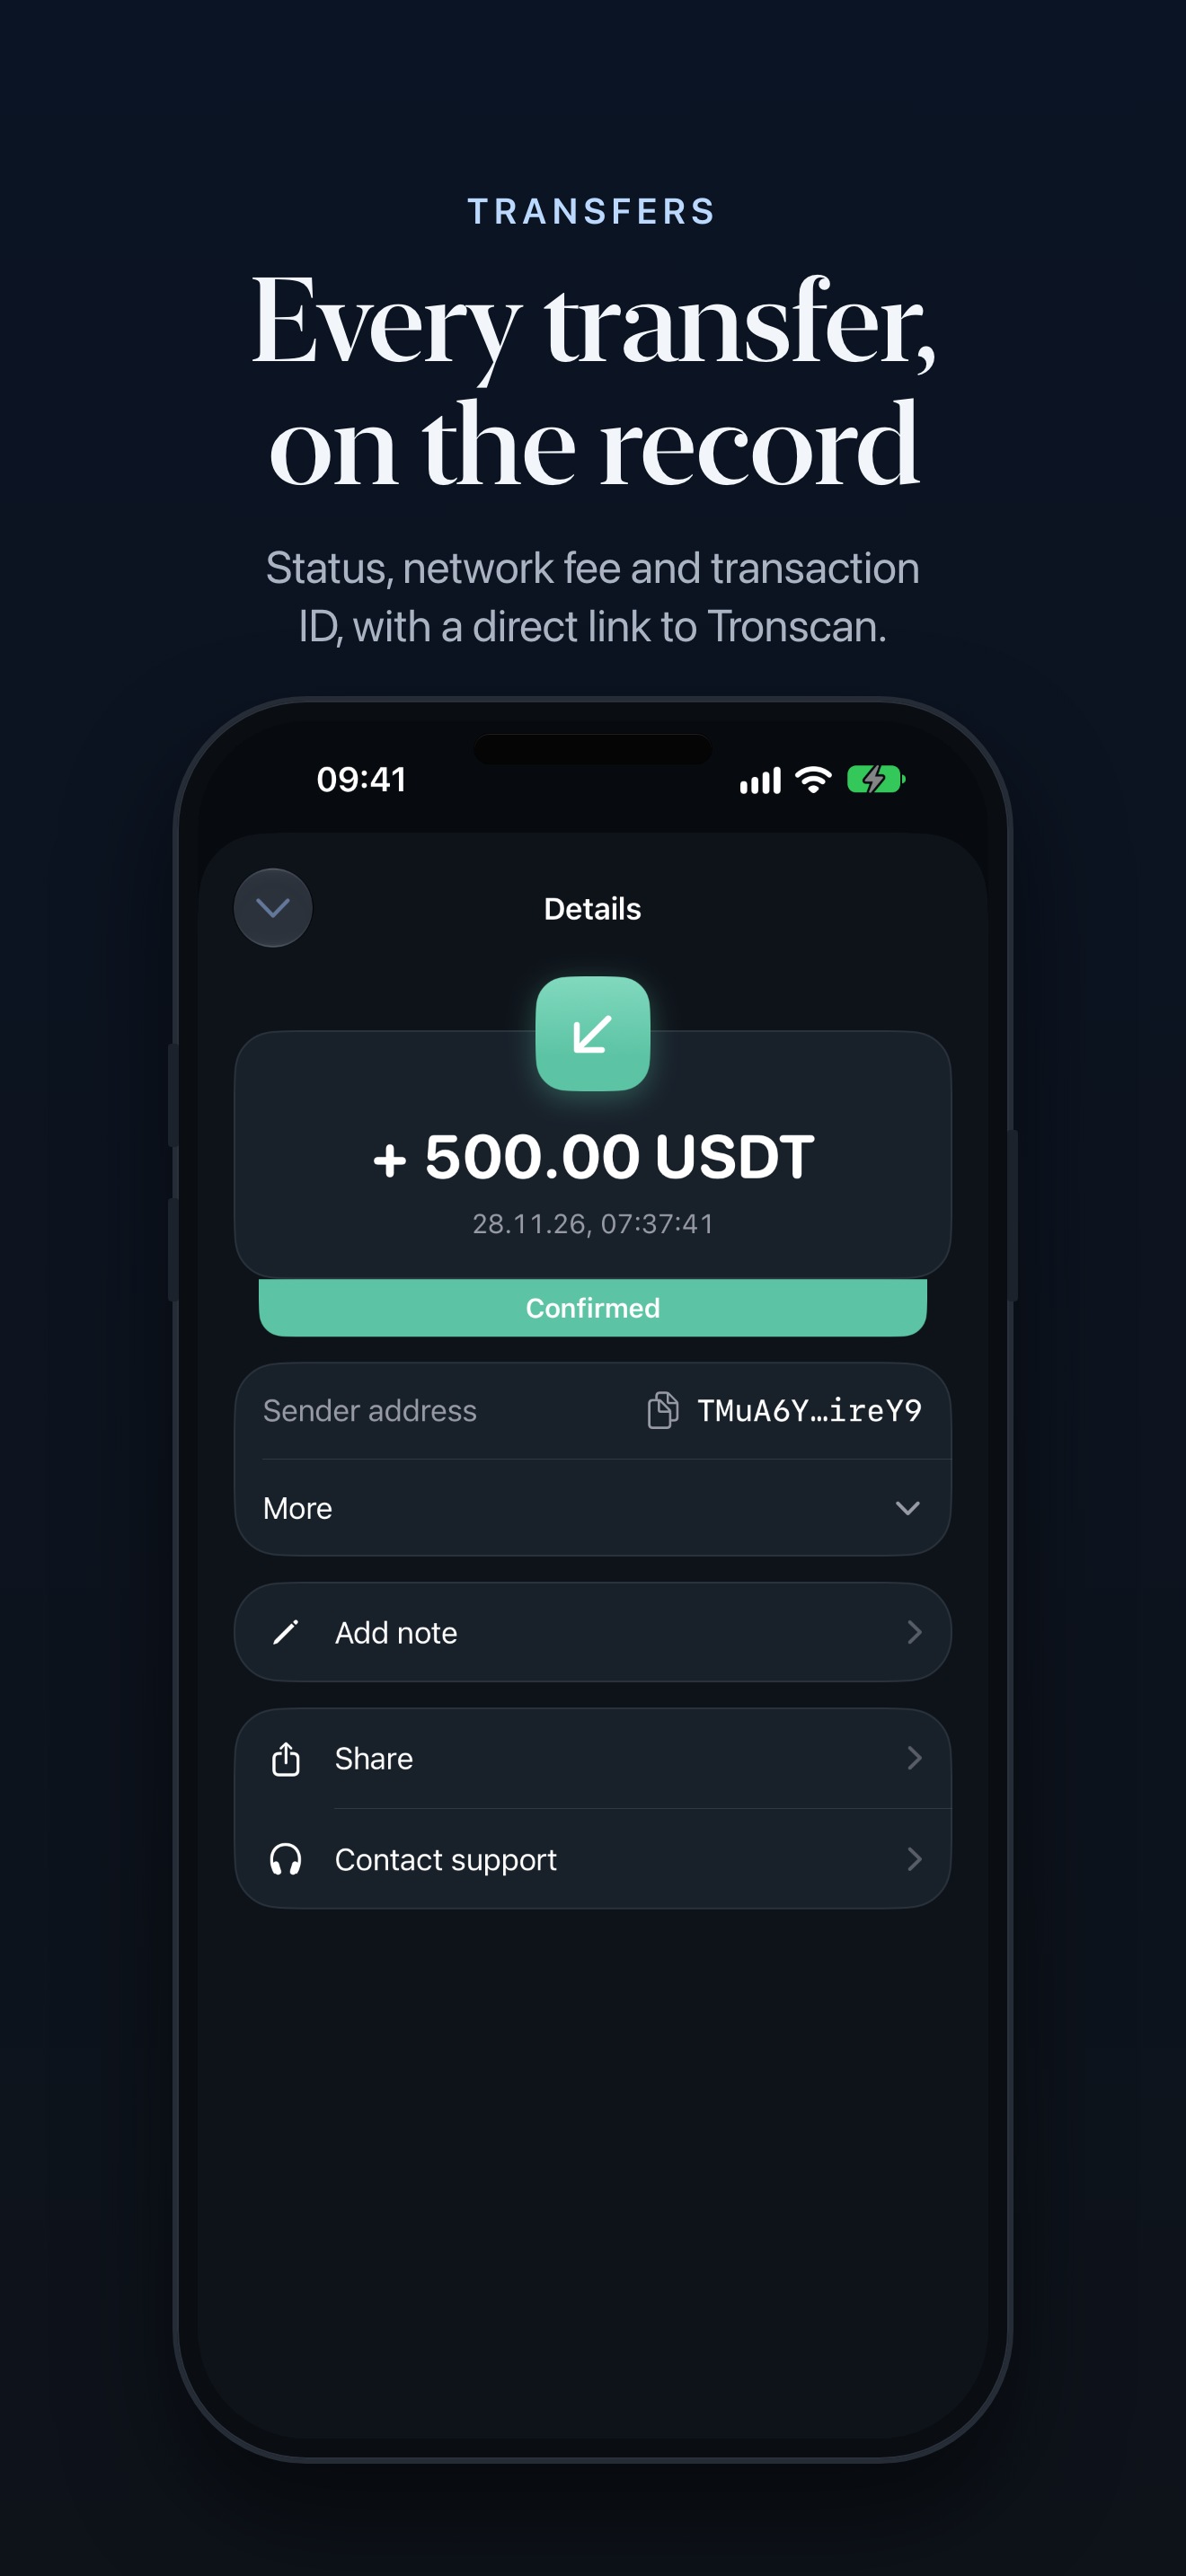 TRANSFERS
Every transfer,
on the record
Status, network fee and transaction
ID, with a direct link to Tronscan.
09:41
Details
+ 500.00 USDT
28.11.26, 07:37:41
Confirmed
Sender address TMuA6Y…ireY9
More
Add note
Share
Contact support